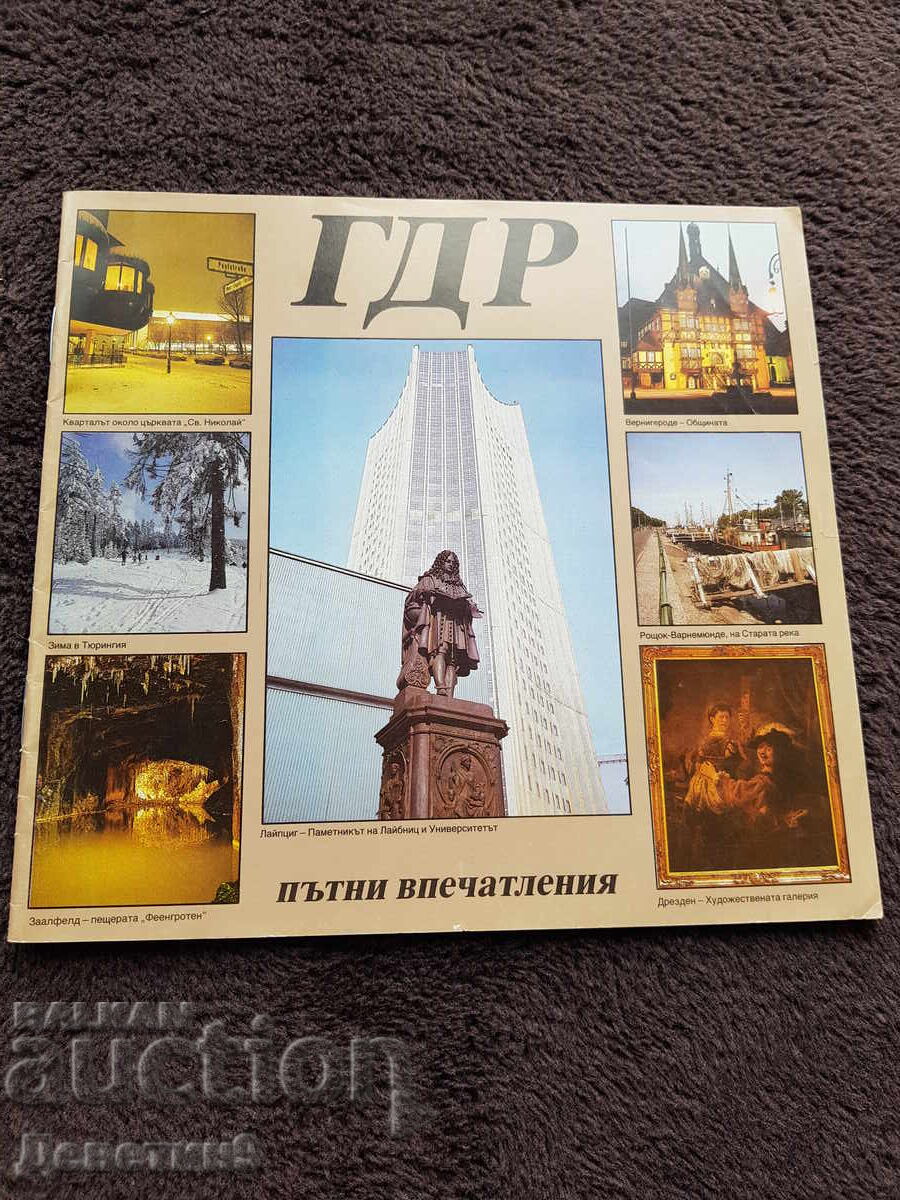 ГДР
Кварталът около църквата „Св. Николай"
Вернигероде – Общината
Зима в Тюрингия
Рощок-Варнемюнде, на Старата река
Лайпциг – Паметникът на Лайбниц и Университетът
пътни впечатления
Заалфелд – пещерата „Феенгротен"
Дрезден – Художествената галерия
BALKAN
auction
Деветки9